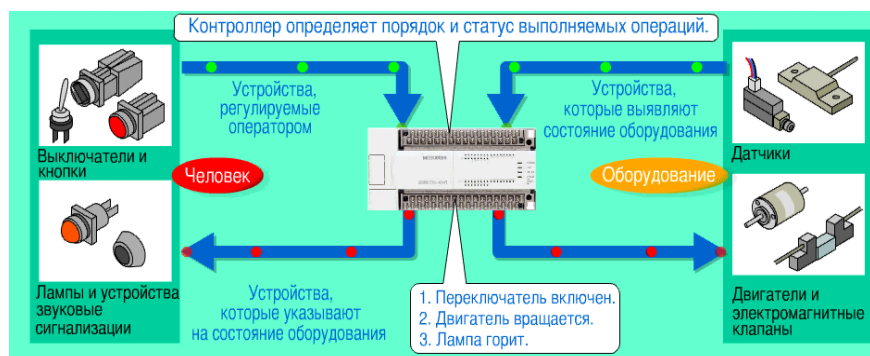 Контроллер определяет порядок и статус выполняемых операций.
Устройства,
регулируемые
оператором
Устройства,
которые выявляют
состояние оборудования
Выключатели и
кнопки
Человек
MITSUBISHI
Оборудование
Датчики
Лампы и устройства
звуковые
сигнализации
Устройства,
которые указывают
на состояние оборудования
1. Переключатель включен.
2. Двигатель вращается.
3. Лампа горит.
Двигатели и
электромагнитные
клапаны